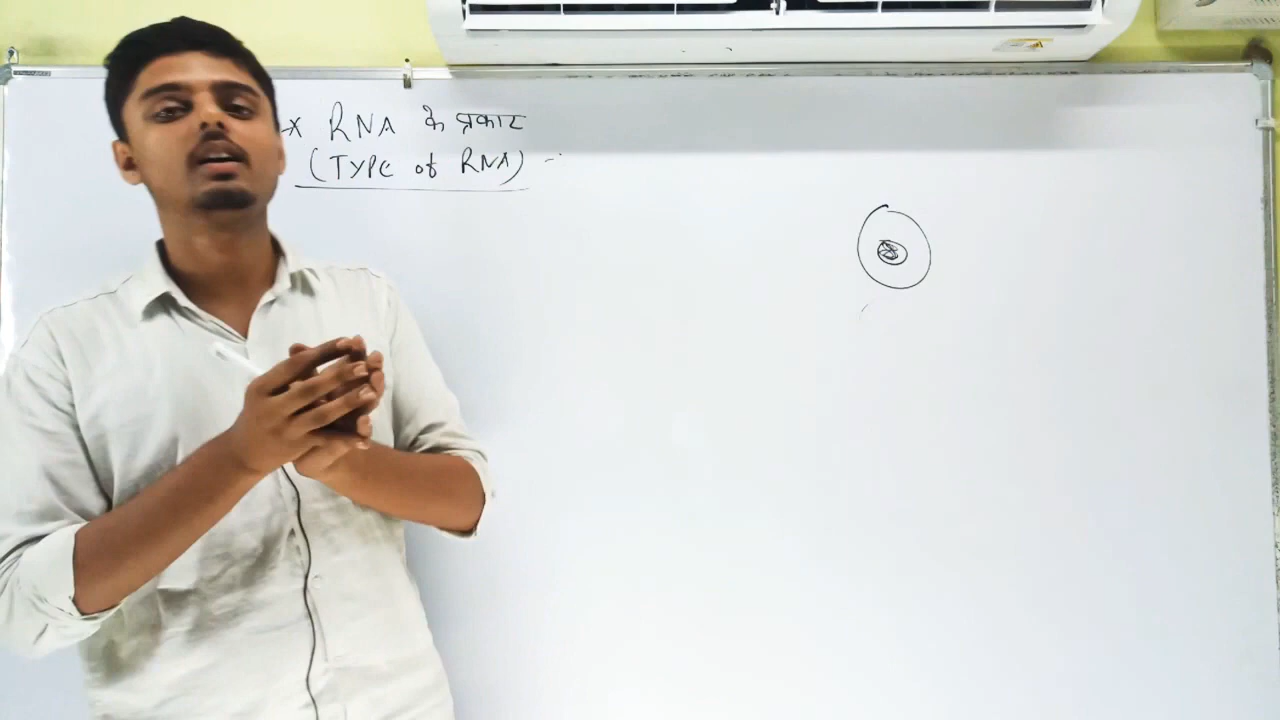 * RNA के प्रकार
(TYPE of RNA) :-